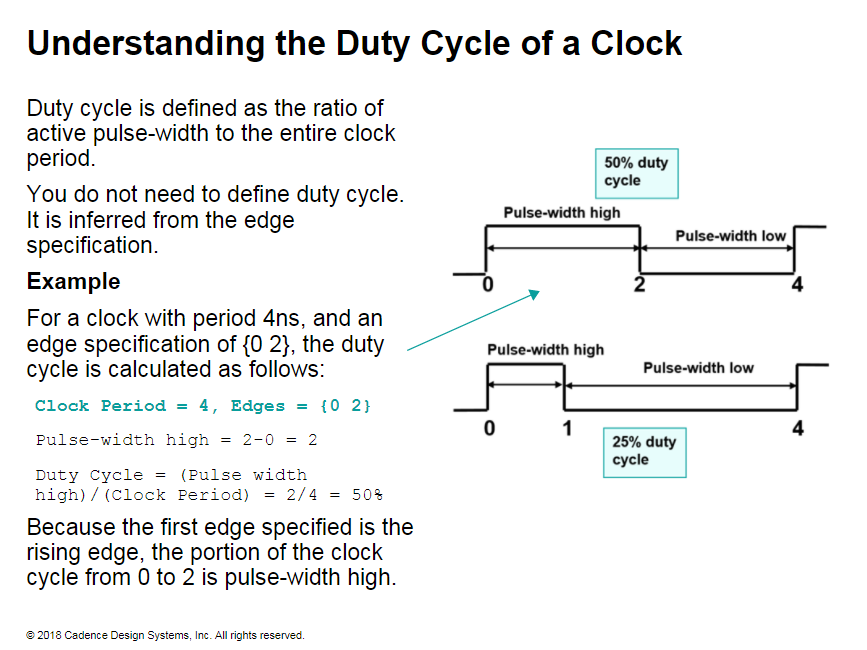 Understanding the Duty Cycle of a Clock
Duty cycle is defined as the ratio of
active pulse-width to the entire clock
period.
You do not need to define duty cycle.
It is inferred from the edge
specification.
Example
For a clock with period 4ns, and an
edge specification of {0 2}, the duty
cycle is calculated as follows:
Clock Period = 4, Edges = {0 2}
Pulse-width high = 2-0 = 2
Duty Cycle = (Pulse width
high)/(Clock Period) = 2/4 = 50%
Because the first edge specified is the
rising edge, the portion of the clock
cycle from 0 to 2 is pulse-width high.
50% duty
cycle
Pulse-width high
Pulse-width low
0 2 4
Pulse-width high
Pulse-width low
0 1 4
25% duty
cycle
© 2018 Cadence Design Systems, Inc. All rights reserved.